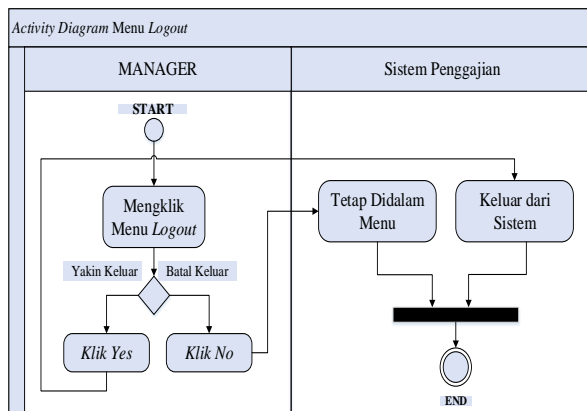 Activity Diagram Menu Logout
MANAGER
Sistem Penggajian
START
Mengklik
Menu Logout
Tetap Didalam
Menu
Keluar dari
Sistem
Yakin Keluar
Batal Keluar
Klik Yes
Klik No
END